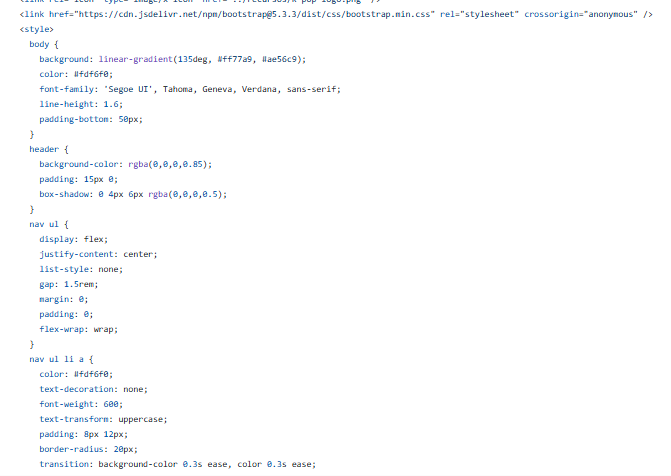 <link href="https://cdn.jsdelivr.net/npm/bootstrap@5.3.3/dist/css/bootstrap.min.css" rel="stylesheet" crossorigin="anonymous" />
<style>
body {
background: linear-gradient(135deg, #ff77a9, #ae56c9);
color: #fdf6f0;
font-family: 'Segoe UI', Tahoma, Geneva, Verdana, sans-serif;
line-height: 1.6;
padding-bottom: 50px;
}
header {
background-color: rgba(0,0,0,0.85);
padding: 15px 0;
box-shadow: 0 4px 6px rgba(0,0,0,0.5);
}
nav ul {
display: flex;
justify-content: center;
list-style: none;
gap: 1.5rem;
margin: 0;
padding: 0;
flex-wrap: wrap;
}
nav ul li a {
color: #fdf6f0;
text-decoration: none;
font-weight: 600;
text-transform: uppercase;
padding: 8px 12px;
border-radius: 20px;
transition: background-color 0.3s ease, color 0.3s ease;